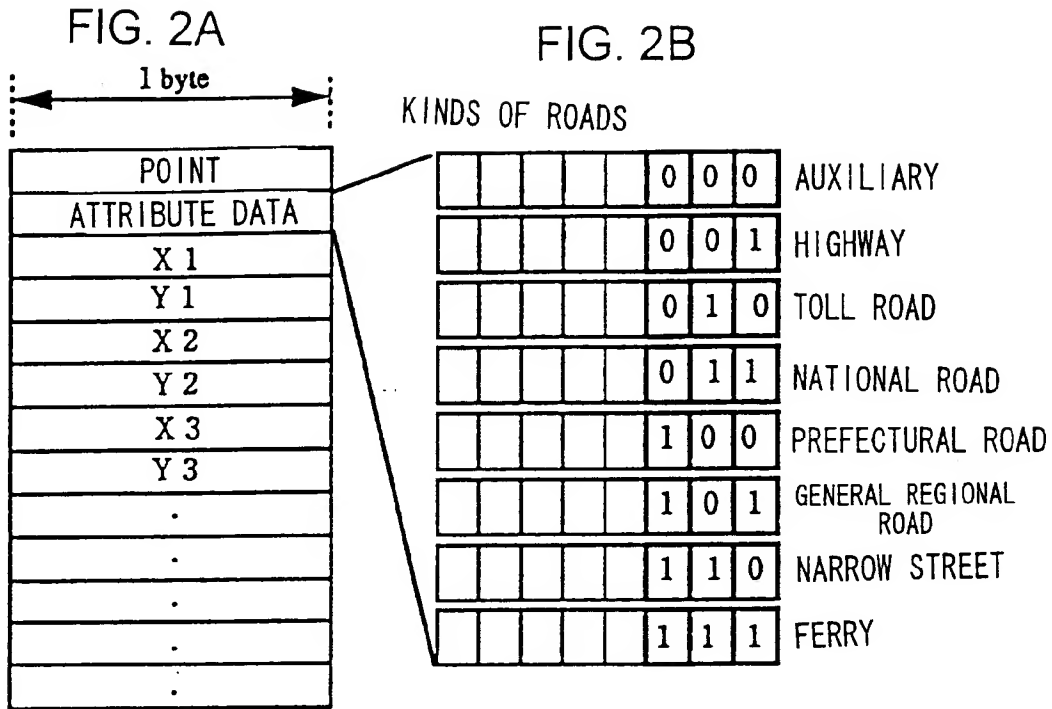 FIG. 2A
1 byte
POINT
ATTRIBUTE DATA
X 1
Y 1
X 2
Y 2
X 3
Y 3
.
.
.
.
.
FIG. 2B
KINDS OF ROADS
0 0 0 AUXILIARY
0 0 1 HIGHWAY
0 1 0 TOLL ROAD
0 1 1 NATIONAL ROAD
1 0 0 PREFECTURAL ROAD
1 0 1 GENERAL REGIONAL
ROAD
1 1 0 NARROW STREET
1 1 1 FERRY